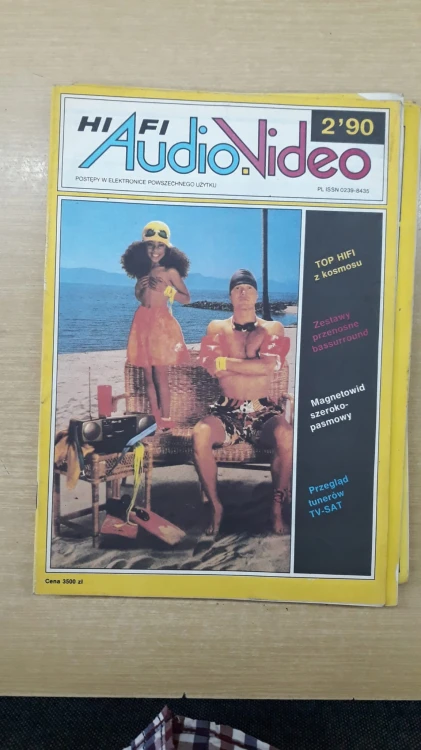 HI FI
2'90
Audio.Video
POSTĘPY W ELEKTRONICE POWSZECHNEGO UŻYTKU
PL ISSN 0239-8435
TOP HIFI
z kosmosu
Zestawy
przenośne
bassurround
Magnetowid
szeroko-
pasmowy
Przegląd
tunerów
TV-SAT
Cena 3500 zł